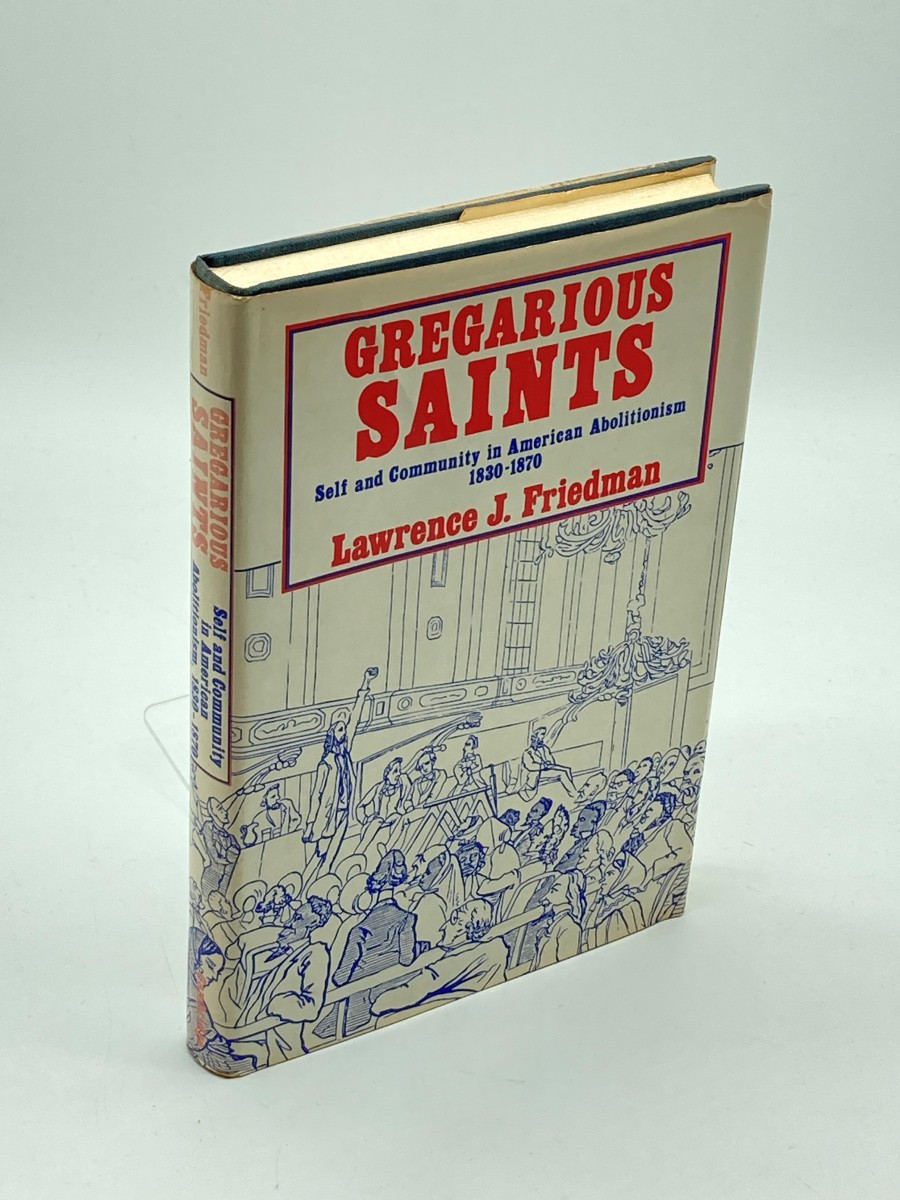 GREGARIOUS
SAINTS
Self and Community in American Abolitionism
1830-1870
Lawrence J. Friedman
Friedman
GREGARIOUS
SAINTS
Self and Community
in American
Abolitionism, 1830-1870